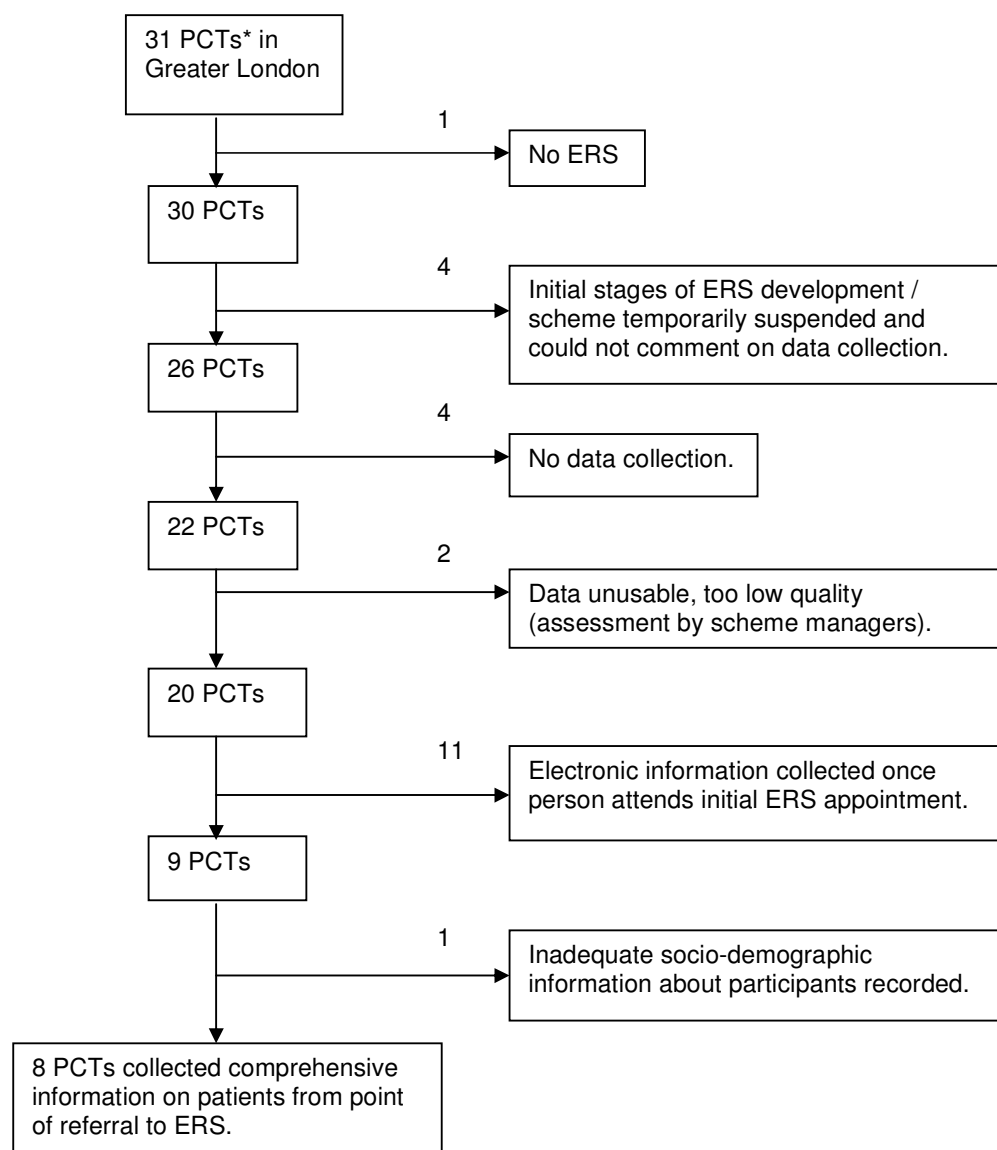 31 PCTs* in
Greater London
1
No ERS
30 PCTs
4
Initial stages of ERS development /
scheme temporarily suspended and
could not comment on data collection.
26 PCTs
4
No data collection.
22 PCTs
2
Data unusable, too low quality
(assessment by scheme managers).
20 PCTs
11
Electronic information collected once
person attends initial ERS appointment.
9 PCTs
1
Inadequate socio-demographic
information about participants recorded.
8 PCTs collected comprehensive
information on patients from point
of referral to ERS.